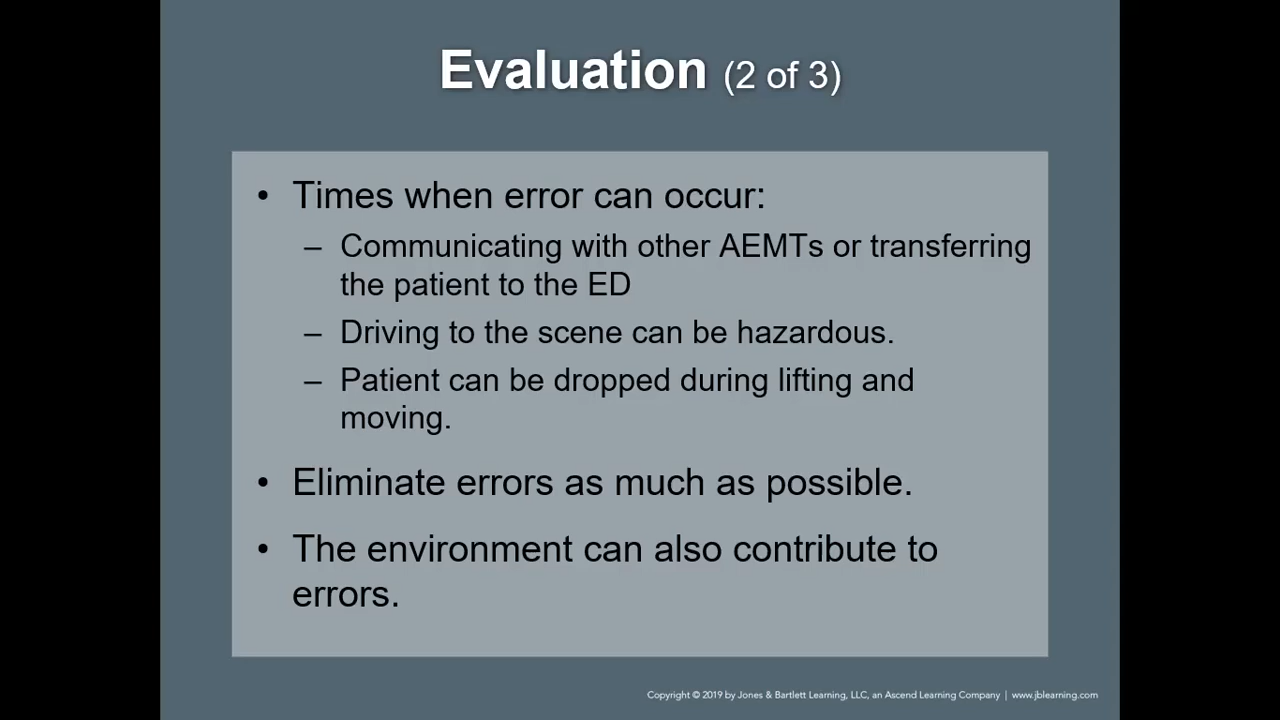 Evaluation (2 of 3)
• Times when error can occur:
– Communicating with other AEMTs or transferring
the patient to the ED
– Driving to the scene can be hazardous.
– Patient can be dropped during lifting and
moving.
• Eliminate errors as much as possible.
• The environment can also contribute to
errors.
Copyright © 2019 by Jones & Bartlett Learning, LLC, an Ascend Learning Company | www.jblearning.com